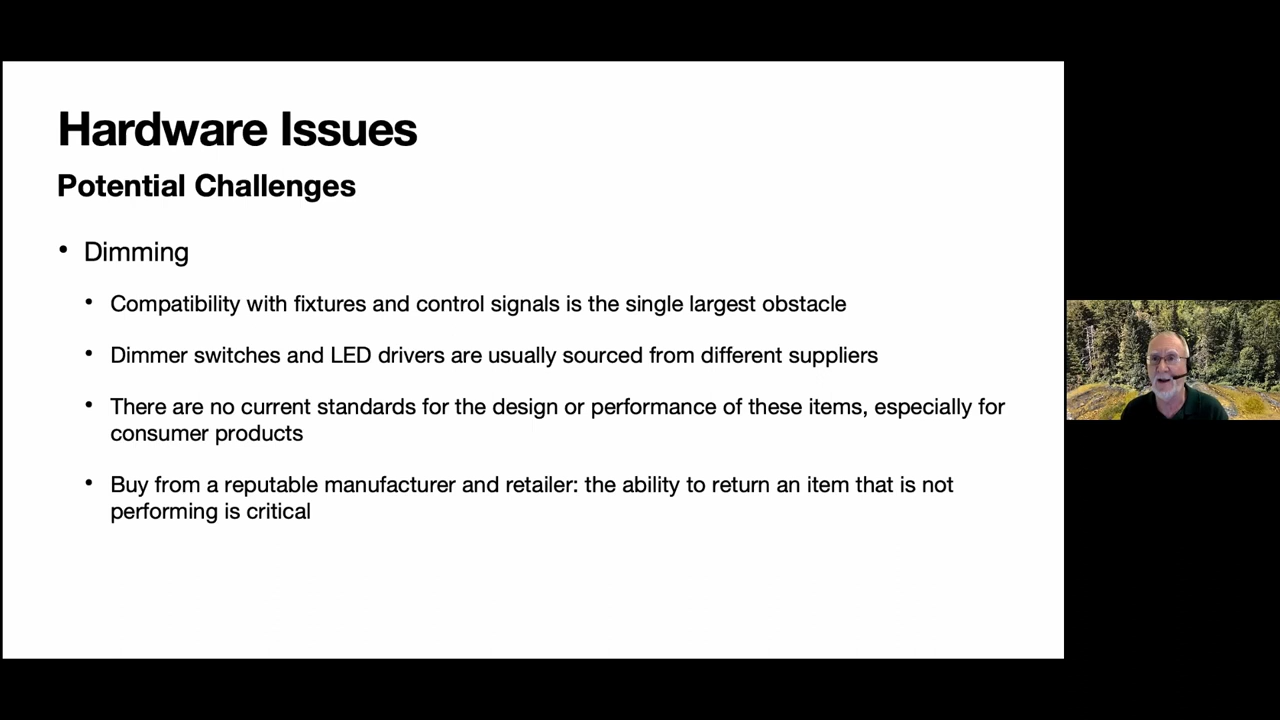 Hardware Issues
Potential Challenges
• Dimming
• Compatibility with fixtures and control signals is the single largest obstacle
• Dimmer switches and LED drivers are usually sourced from different suppliers
• There are no current standards for the design or performance of these items, especially for
consumer products
• Buy from a reputable manufacturer and retailer: the ability to return an item that is not
performing is critical